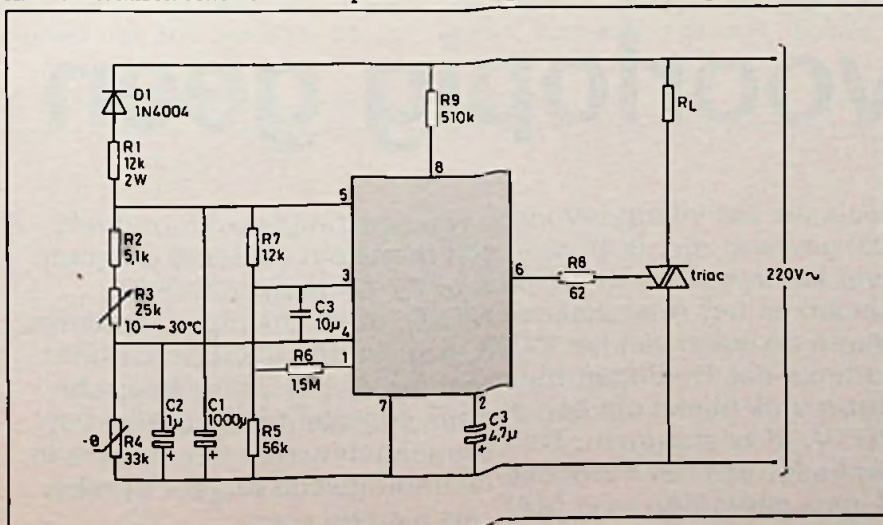 D1
1N4004
R1
12k
2W
R2
5,1k
R3
25k
10 → 30°C
-θ
R4
33k
C2
1µ
+
C1
1000µ
+
R7
12k
C3
10µ
R6
1,5M
R5
56k
R9
510k
8
5
3
4
1
7
2
6
C3
4,7µ
+
R8
62
RL
triac
220V~